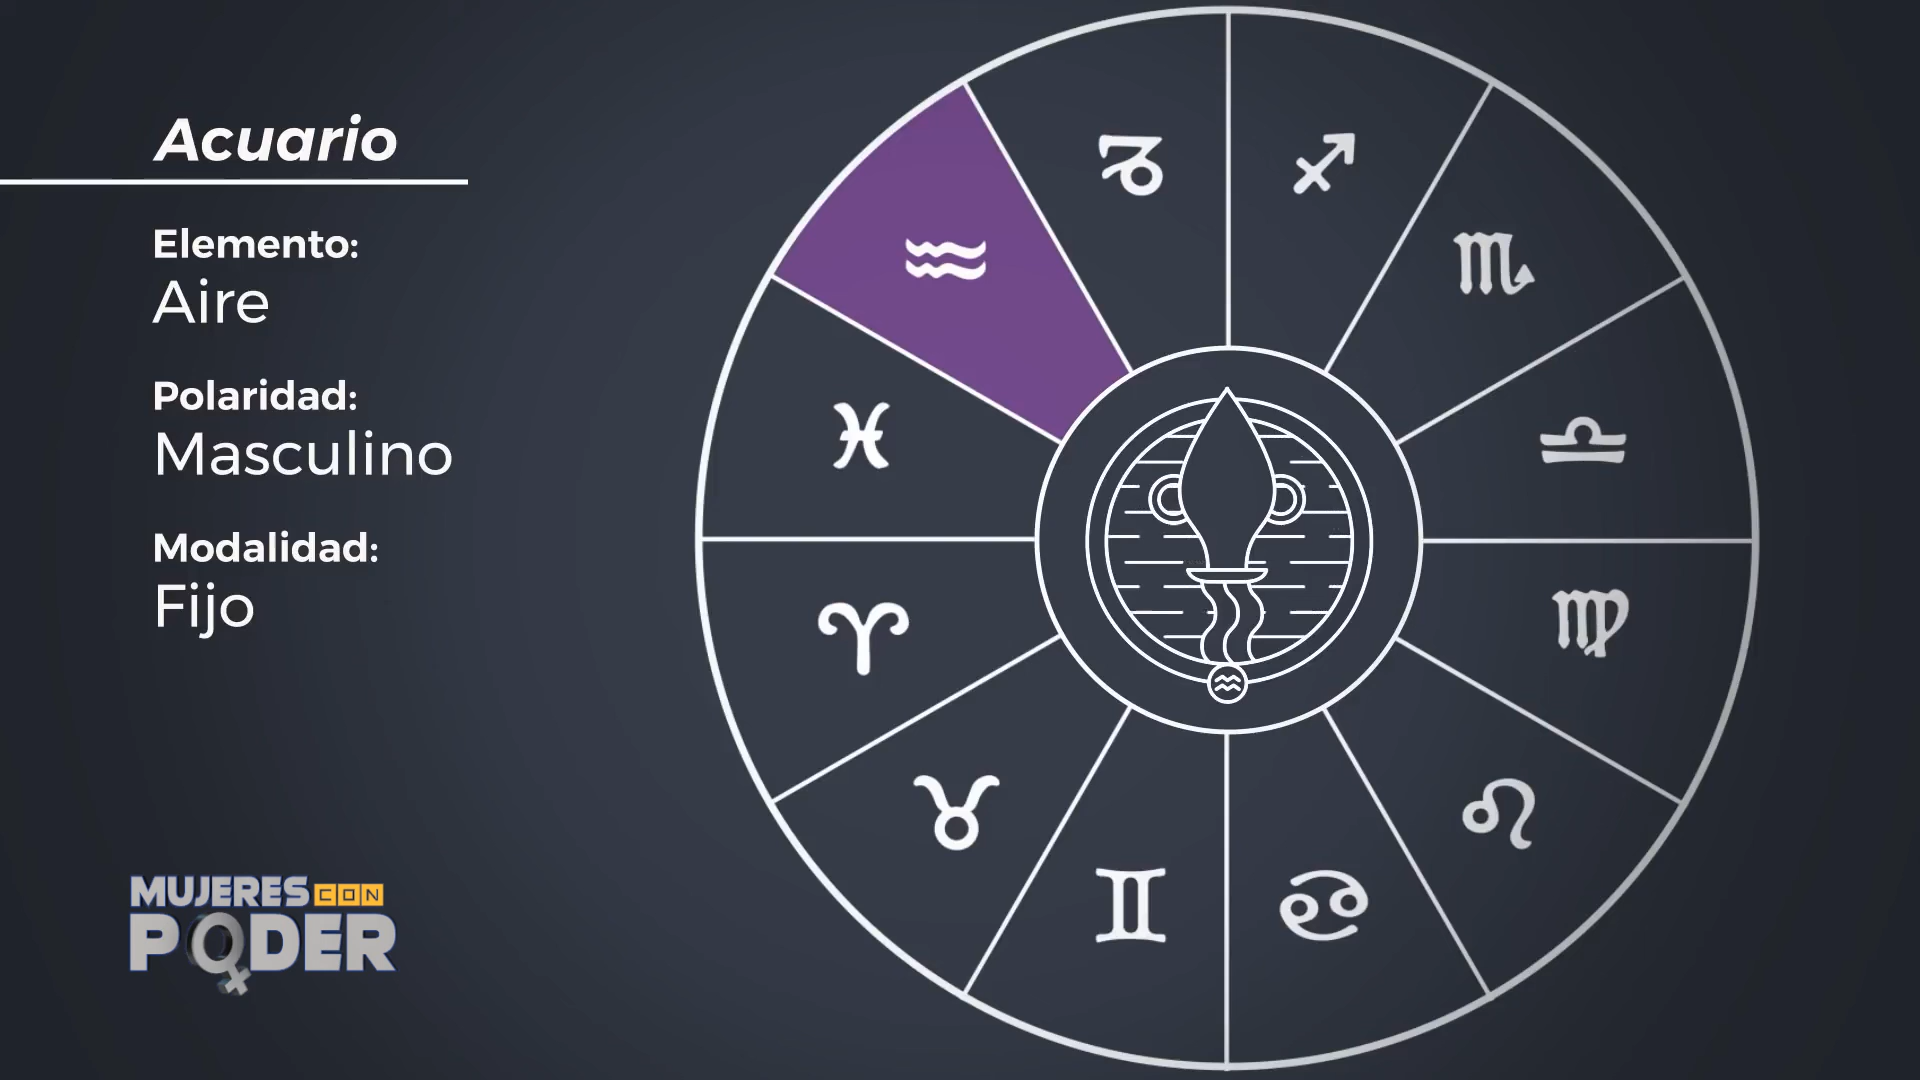 Acuario
Elemento:
Aire
Polaridad:
Masculino
Modalidad:
Fijo
MUJERES CON
PODER